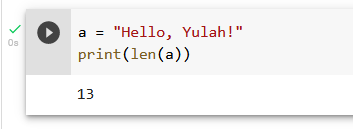 a = "Hello, Yulah!"
0s
print(len(a))
13